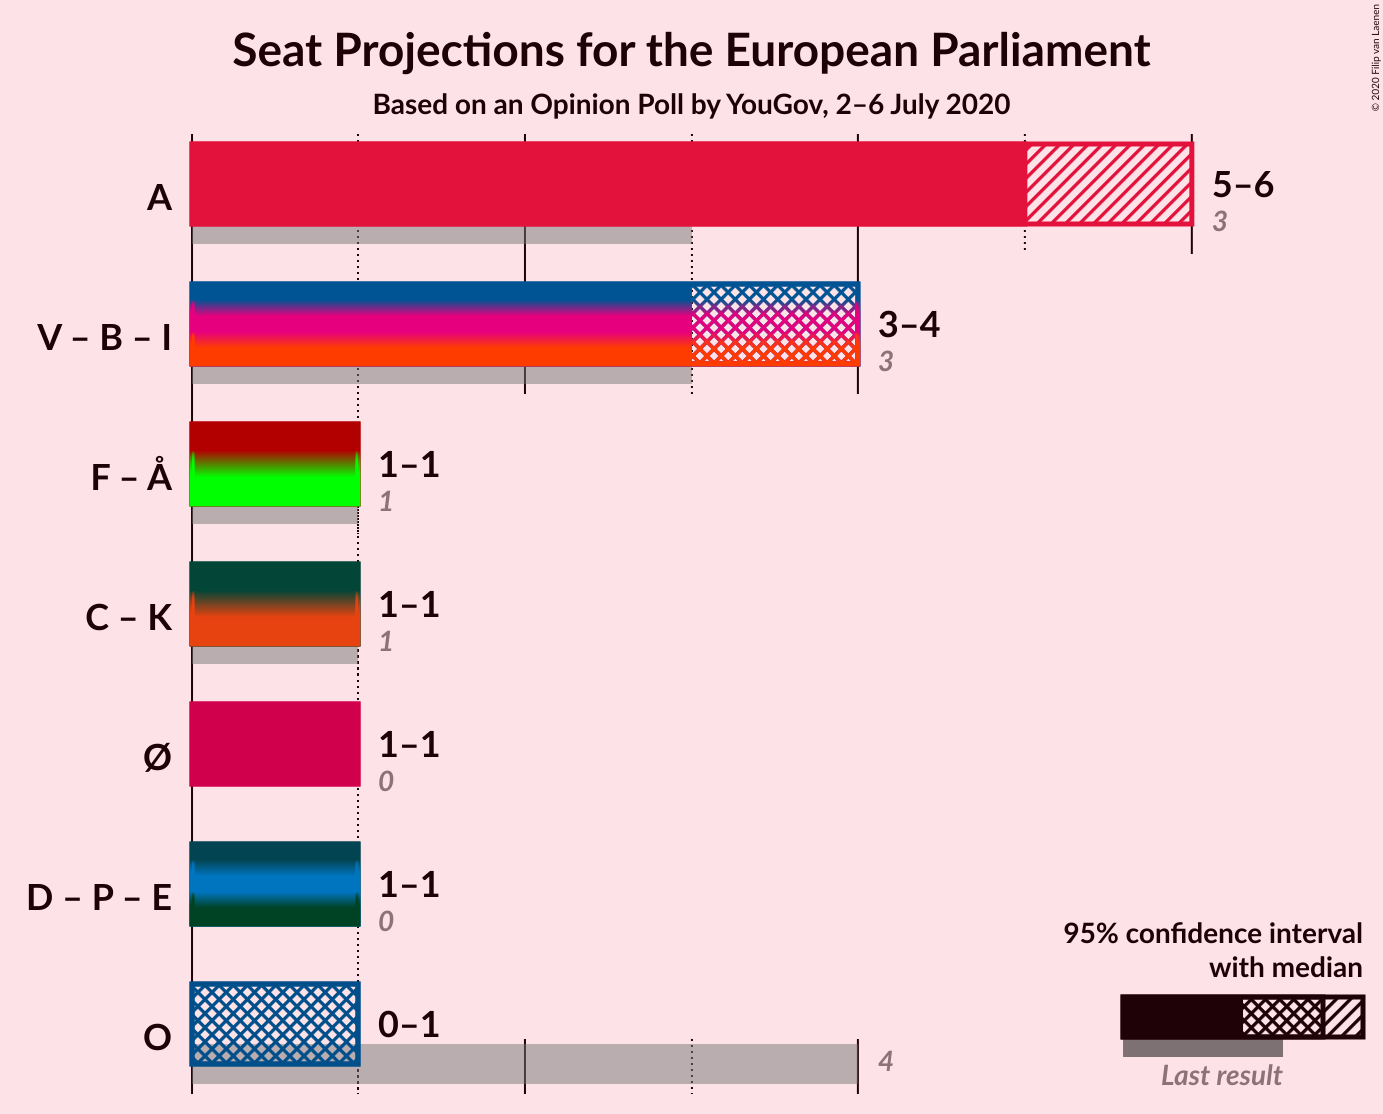 Seat Projections for the European Parliament
Based on an Opinion Poll by YouGov, 2–6 July 2020
© 2020 Filip van Laenen
A
5–6
3
V – B – I
3–4
3
F – Å
1–1
1
C – K
1–1
1
Ø
1–1
0
D – P – E
1–1
0
O
0–1
4
95% confidence interval
with median
Last result